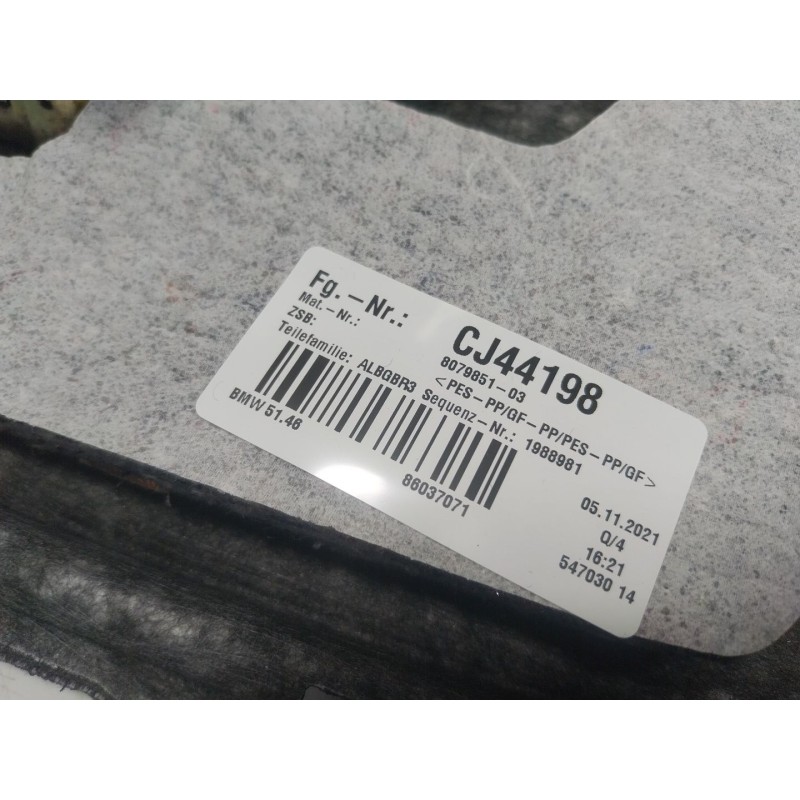 Fg.-Nr.: CJ44198
Mat.-Nr.: 8079851-03
ZSB: <PES-PP/GF-PP/PES-PP/GF>
Teilefamilie: ALBGBR3 Sequenz-Nr.: 1988981
BMW 51.46
86037071
05.11.2021
Q/4
16:21
547030 14